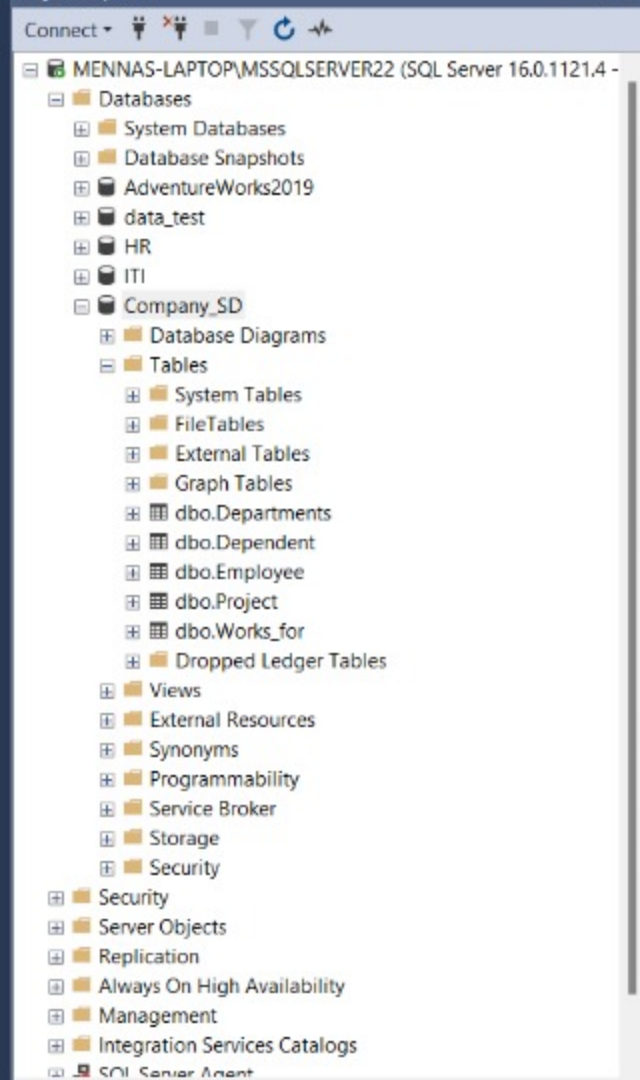 Connect
MENNAS-LAPTOP\MSSQLSERVER22 (SQL Server 16.0.1121.4 -
Databases
System Databases
Database Snapshots
AdventureWorks2019
data_test
HR
ITI
Company_SD
Database Diagrams
Tables
System Tables
FileTables
External Tables
Graph Tables
dbo.Departments
dbo.Dependent
dbo.Employee
dbo.Project
dbo.Works_for
Dropped Ledger Tables
Views
External Resources
Synonyms
Programmability
Service Broker
Storage
Security
Security
Server Objects
Replication
Always On High Availability
Management
Integration Services Catalogs
SQL Server Agent